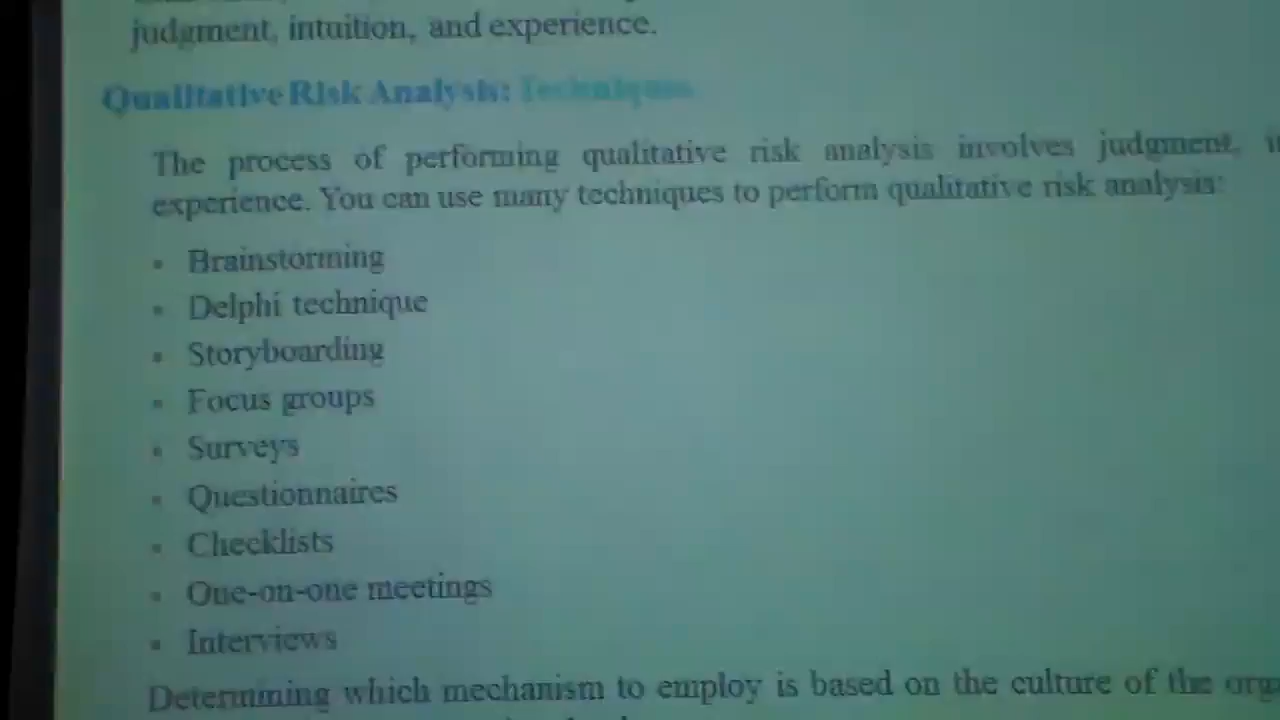 judgment, intuition, and experience.
Qualitative Risk Analysis: Techniques
The process of performing qualitative risk analysis involves judgment,
experience. You can use many techniques to perform qualitative risk analysis:
▪ Brainstorming
▪ Delphi technique
▪ Storyboarding
▪ Focus groups
▪ Surveys
▪ Questionnaires
▪ Checklists
▪ One-on-one meetings
▪ Interviews
Determining which mechanism to employ is based on the culture of the